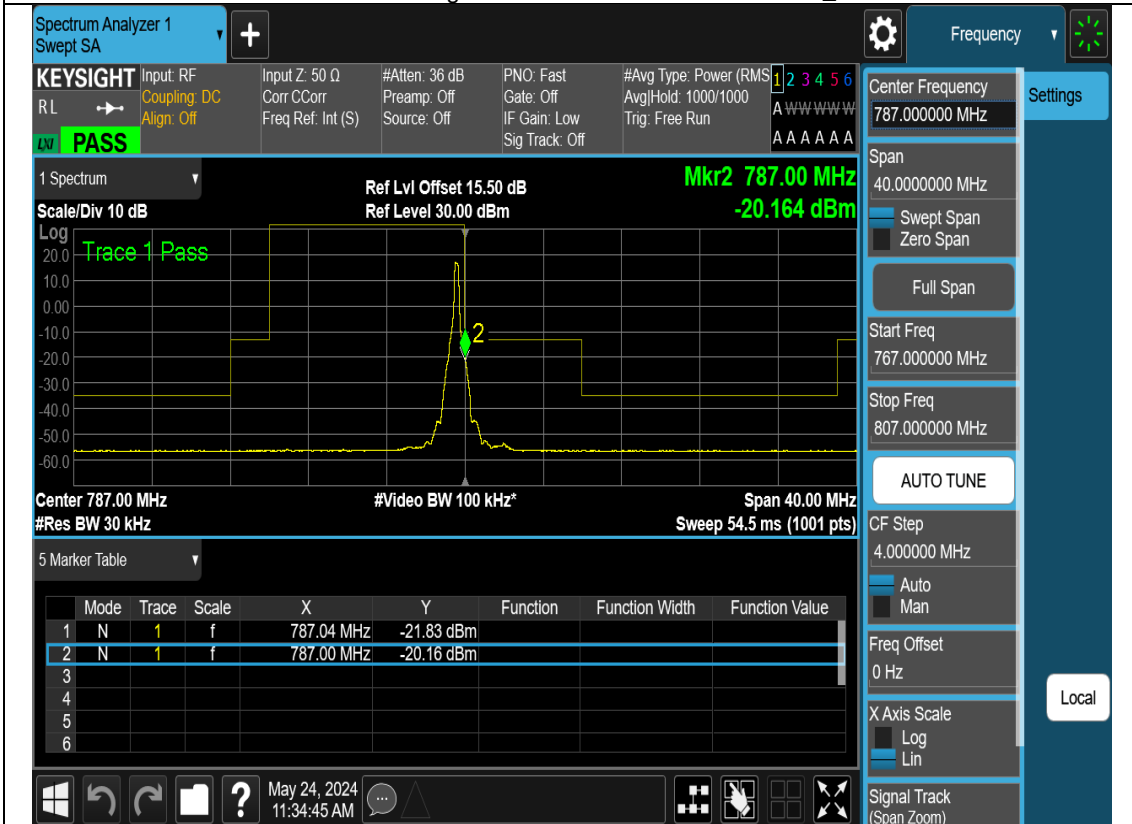 Spectrum Analyzer 1
Swept SA
+
Frequency
KEYSIGHT
RL
LXI
PASS
Input: RF
Coupling: DC
Align: Off
Input Z: 50 Ω
Corr CCorr
Freq Ref: Int (S)
#Atten: 36 dB
Preamp: Off
Source: Off
PNO: Fast
Gate: Off
IF Gain: Low
Sig Track: Off
#Avg Type: Power (RMS
Avg|Hold: 1000/1000
Trig: Free Run
1 2 3 4 5 6
A W W W W W
A A A A A A
1 Spectrum
Scale/Div 10 dB
Ref Lvl Offset 15.50 dB
Ref Level 30.00 dBm
Mkr2 787.00 MHz
-20.164 dBm
Log
Trace 1 Pass
20.0
10.0
0.00
-10.0
-20.0
-30.0
-40.0
-50.0
-60.0
2
Center 787.00 MHz
#Video BW 100 kHz*
Span 40.00 MHz
#Res BW 30 kHz
Sweep 54.5 ms (1001 pts)
5 Marker Table
Mode Trace Scale X Y Function Function Width Function Value
1 N 1 f 787.04 MHz -21.83 dBm
2 N 1 f 787.00 MHz -20.16 dBm
3
4
5
6
?
May 24, 2024
11:34:45 AM
Center Frequency
787.000000 MHz
Span
40.0000000 MHz
Swept Span
Zero Span
Full Span
Start Freq
767.000000 MHz
Stop Freq
807.000000 MHz
AUTO TUNE
CF Step
4.000000 MHz
Auto
Man
Freq Offset
0 Hz
X Axis Scale
Log
Lin
Signal Track
(Span Zoom)
Settings
Local